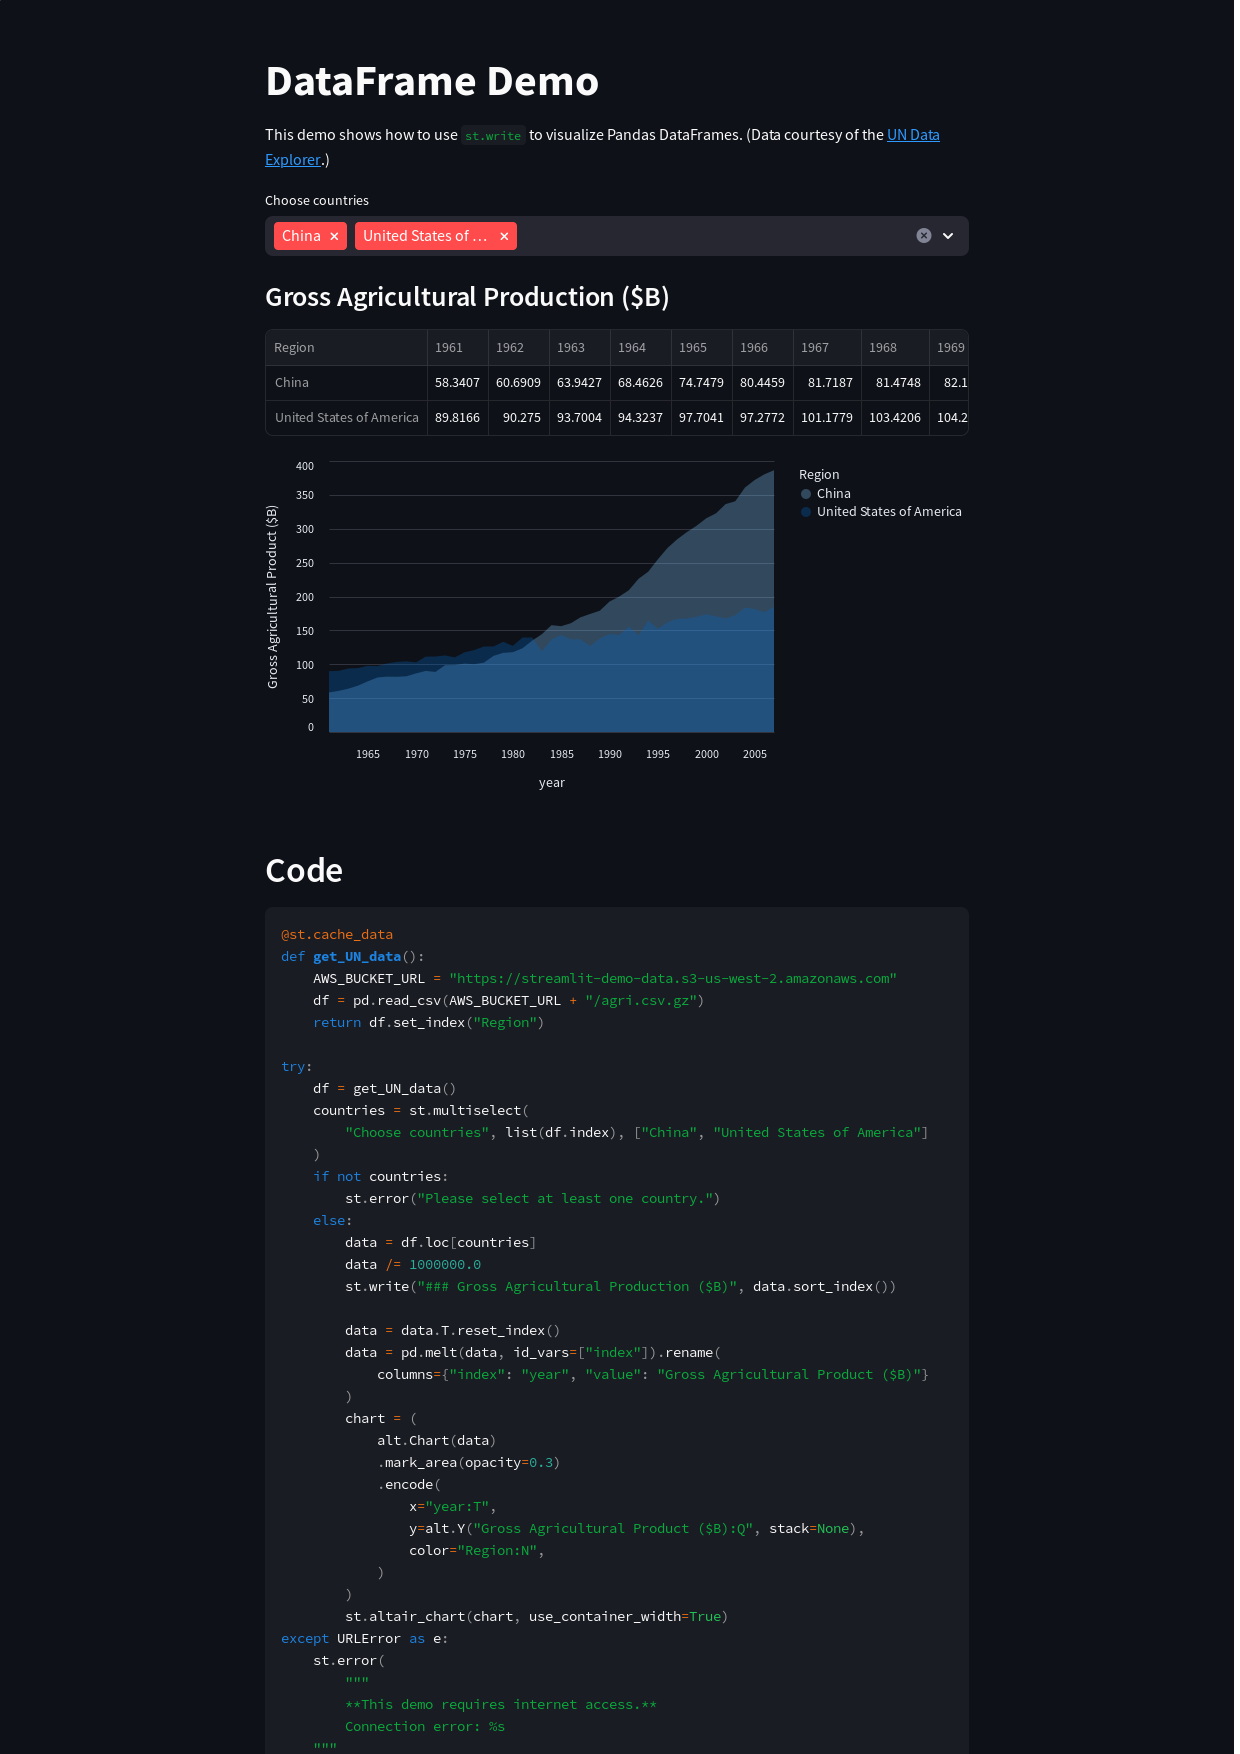 DataFrame Demo
This demo shows how to use st.write to visualize Pandas DataFrames. (Data courtesy of the UN Data
Explorer.)
Choose countries
China × United States of ... ×
Gross Agricultural Production ($B)
Region 1961 1962 1963 1964 1965 1966 1967 1968 1969
China 58.3407 60.6909 63.9427 68.4626 74.7479 80.4459 81.7187 81.4748 82.1
United States of America 89.8166 90.275 93.7004 94.3237 97.7041 97.2772 101.1779 103.4206 104.2
400
350
300
250
200
150
100
50
0
Gross Agricultural Product ($B)
1965 1970 1975 1980 1985 1990 1995 2000 2005
year
Region
China
United States of America
Code
@st.cache_data
def get_UN_data():
    AWS_BUCKET_URL = "https://streamlit-demo-data.s3-us-west-2.amazonaws.com"
    df = pd.read_csv(AWS_BUCKET_URL + "/agri.csv.gz")
    return df.set_index("Region")
try:
    df = get_UN_data()
    countries = st.multiselect(
        "Choose countries", list(df.index), ["China", "United States of America"]
    )
    if not countries:
        st.error("Please select at least one country.")
    else:
        data = df.loc[countries]
        data /= 1000000.0
        st.write("### Gross Agricultural Production ($B)", data.sort_index())
        data = data.T.reset_index()
        data = pd.melt(data, id_vars=["index"]).rename(
            columns={"index": "year", "value": "Gross Agricultural Product ($B)"}
        )
        chart = (
            alt.Chart(data)
            .mark_area(opacity=0.3)
            .encode(
                x="year:T",
                y=alt.Y("Gross Agricultural Product ($B):Q", stack=None),
                color="Region:N",
            )
        )
        st.altair_chart(chart, use_container_width=True)
except URLError as e:
    st.error(
        """
        **This demo requires internet access.**
        Connection error: %s
    """